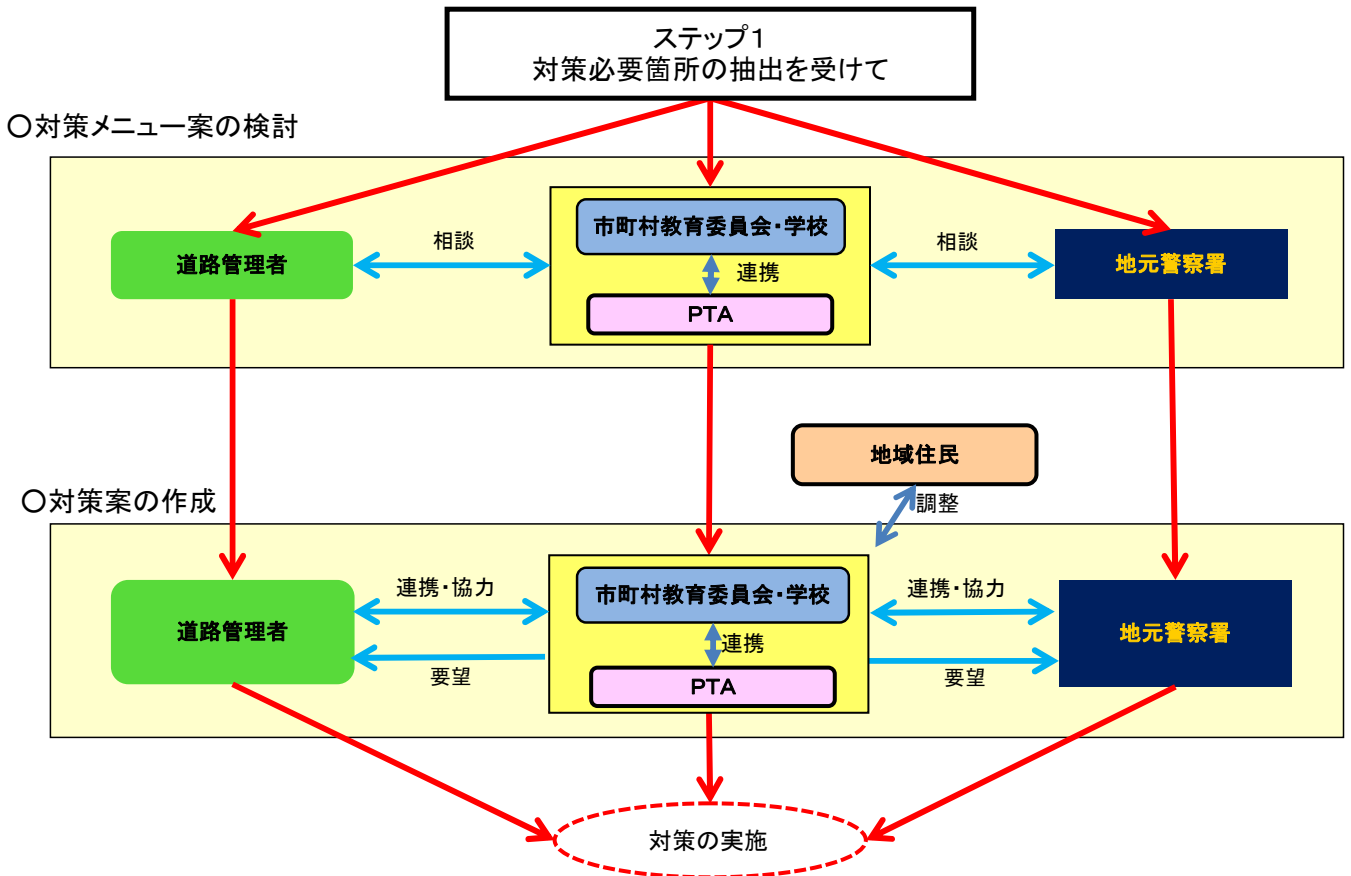 ステップ1
対策必要箇所の抽出を受けて
○対策メニュー案の検討
市町村教育委員会・学校
道路管理者
相談
相談
地元警察署
連携
PTA
地域住民
○対策案の作成
調整
連携・協力
市町村教育委員会・学校
連携・協力
道路管理者
連携
地元警察署
要望
PTA
要望
対策の実施